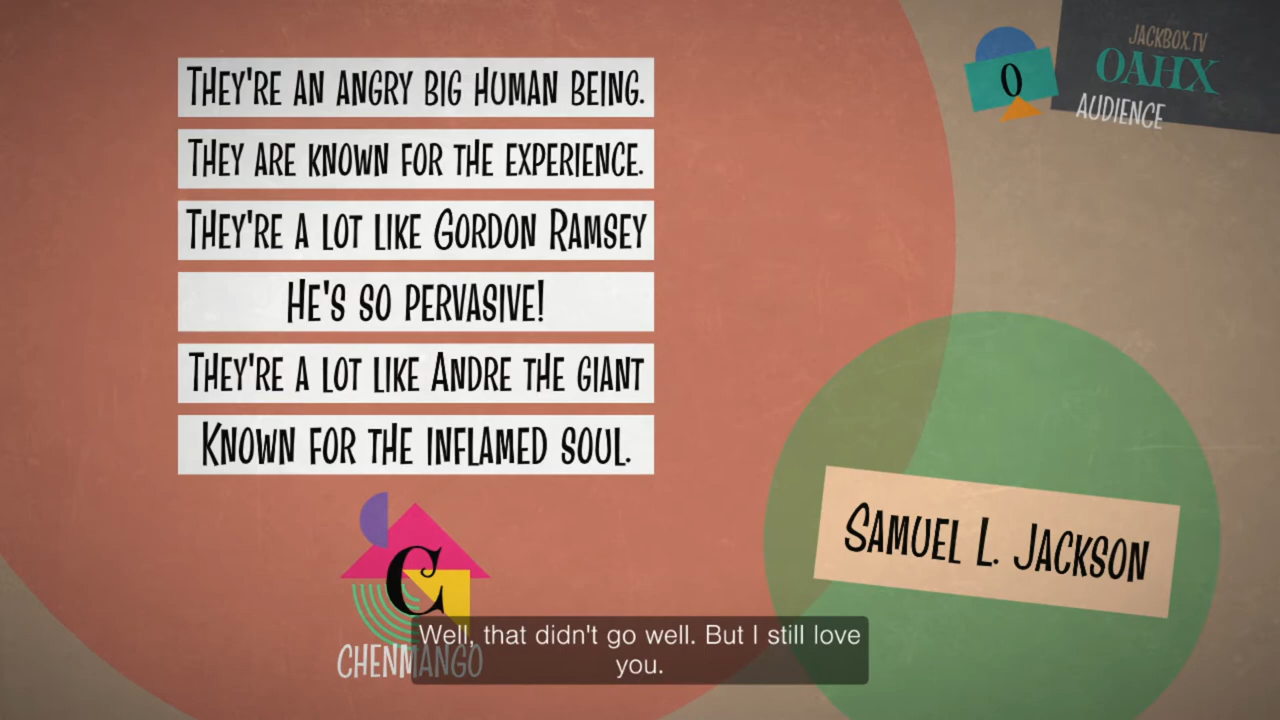 THEY'RE AN ANGRY BIG HUMAN BEING.
THEY ARE KNOWN FOR THE EXPERIENCE.
THEY'RE A LOT LIKE GORDON RAMSEY
HE'S SO PERVASIVE!
THEY'RE A LOT LIKE ANDRE THE GIANT
KNOWN FOR THE INFLAMED SOUL.
JACKBOX.TV
OAHX
0
AUDIENCE
SAMUEL L. JACKSON
C
CHENMANGO
Well, that didn't go well. But I still love
you.